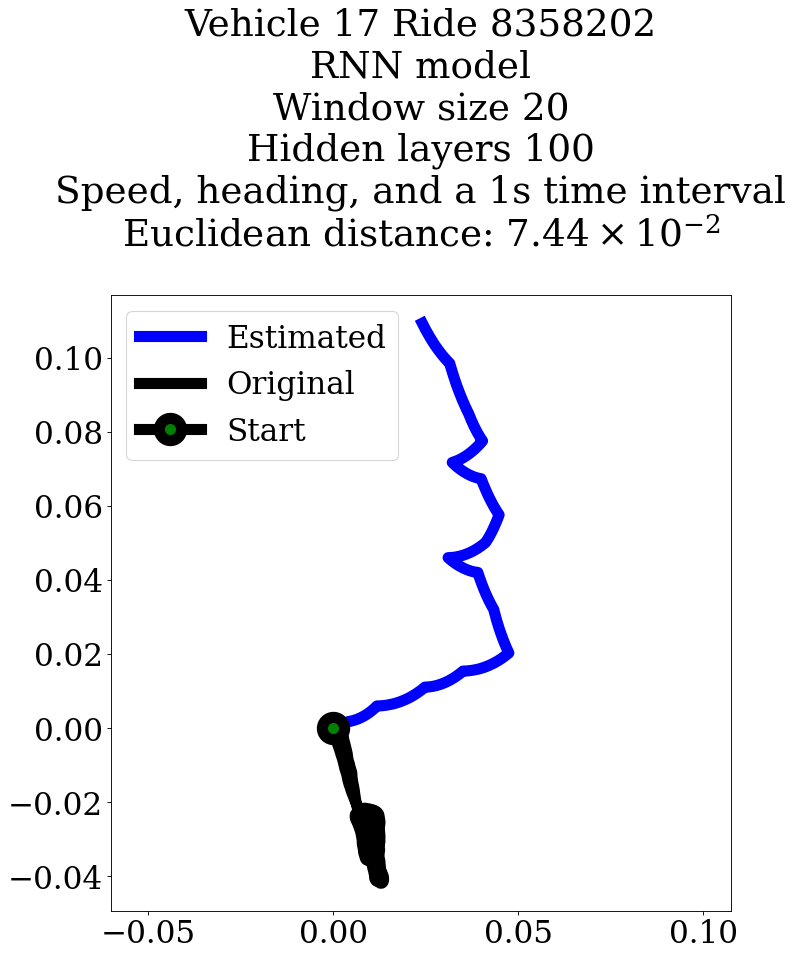 Vehicle 17 Ride 8358202
RNN model
Window size 20
Hidden layers 100
Speed, heading, and a 1s time interval
Euclidean distance: 7.44 × 10⁻²
Estimated
Original
Start
0.10
0.08
0.06
0.04
0.02
0.00
−0.02
−0.04
−0.05 0.00 0.05 0.10